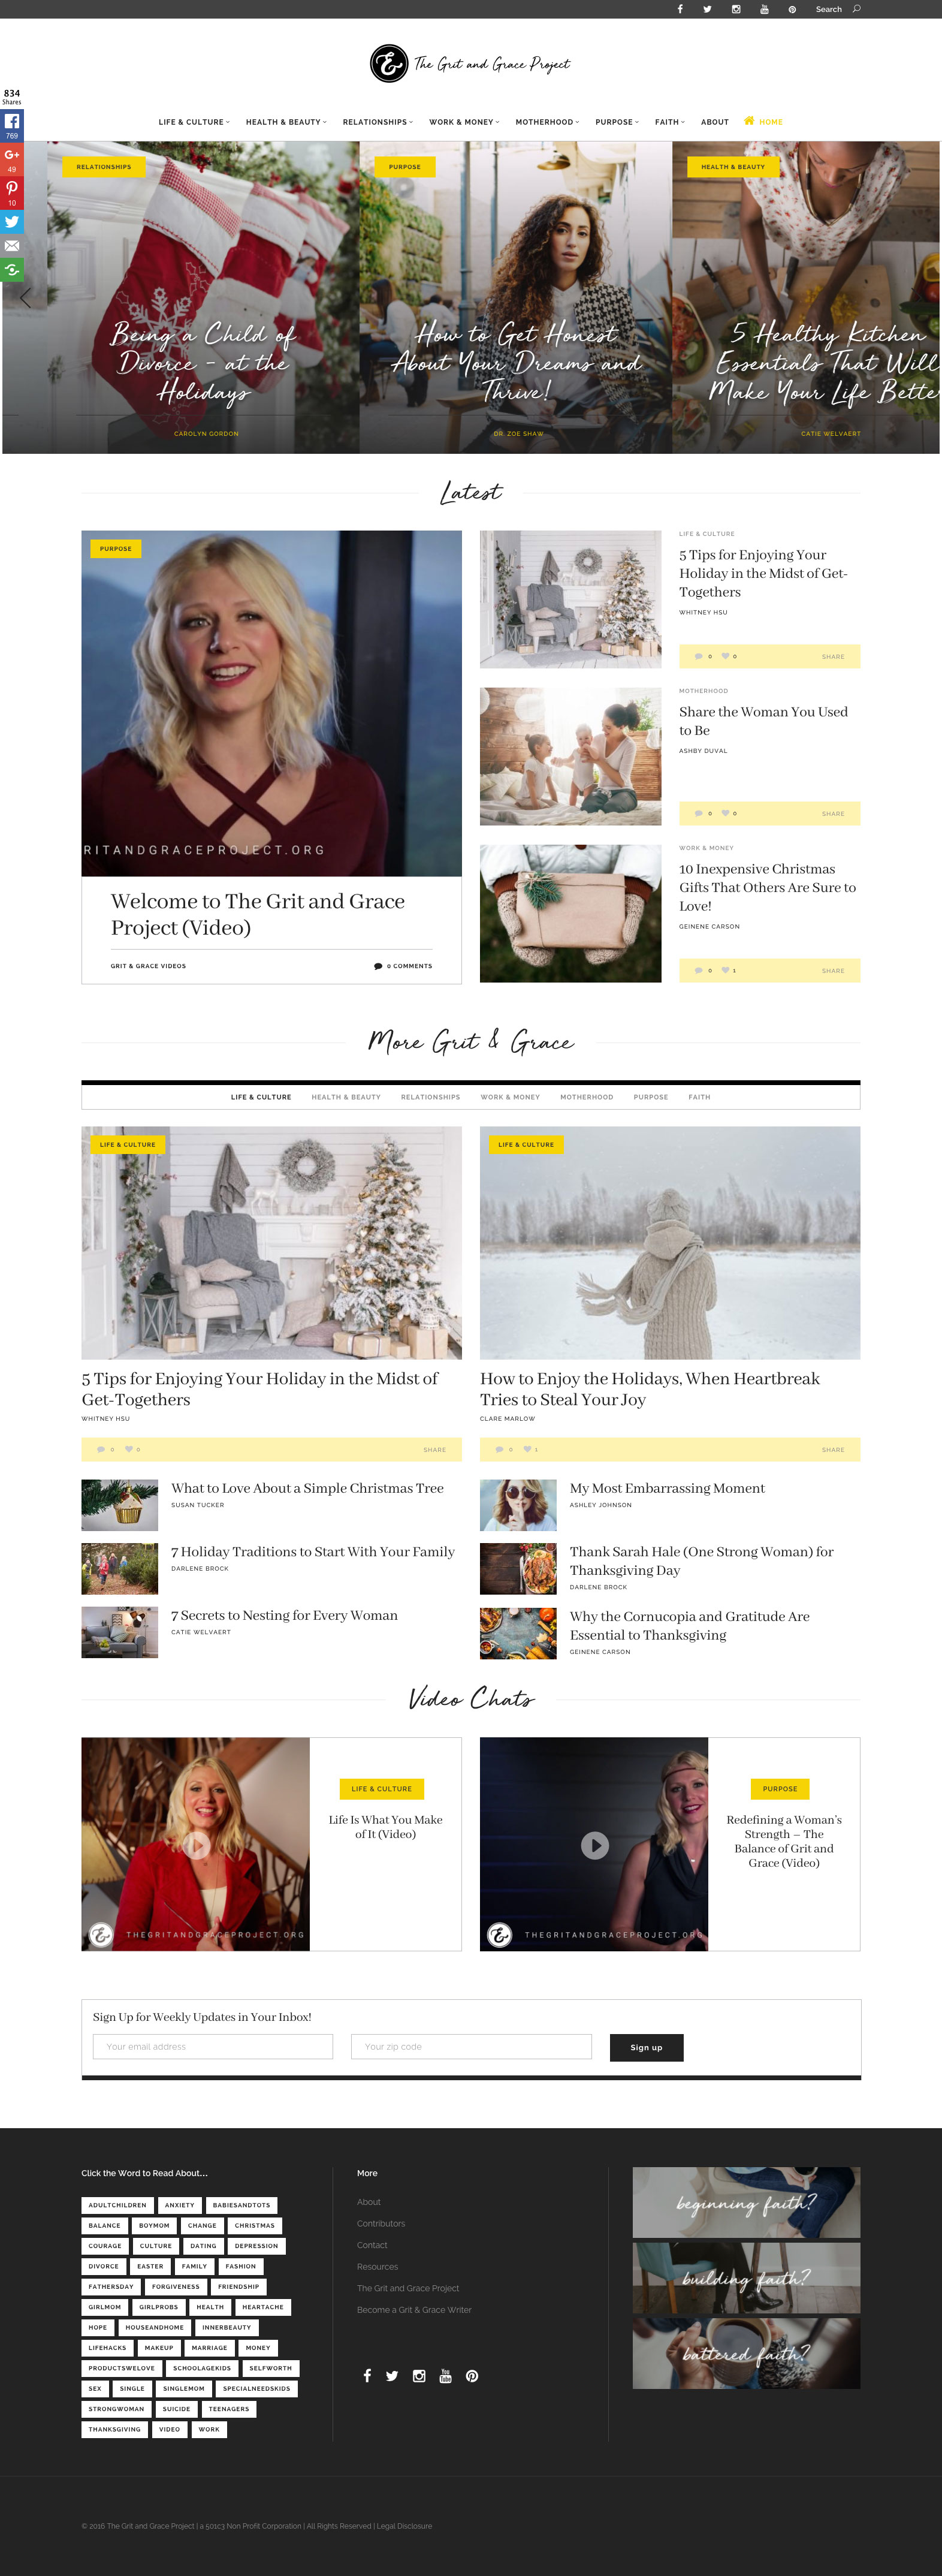 Search
The Grit and Grace Project
834
Shares
769
49
10
LIFE & CULTURE HEALTH & BEAUTY RELATIONSHIPS WORK & MONEY MOTHERHOOD PURPOSE FAITH ABOUT HOME
RELATIONSHIPS
Being a Child of
Divorce - at the
Holidays
CAROLYN GORDON
PURPOSE
How to Get Honest
About Your Dreams and
Thrive!
DR. ZOE SHAW
HEALTH & BEAUTY
5 Healthy Kitchen
Essentials That Will
Make Your Life Better
CATIE WELVAERT
Latest
PURPOSE
RITANDGRACEPROJECT.ORG
Welcome to The Grit and Grace
Project (Video)
GRIT & GRACE VIDEOS
0 COMMENTS
LIFE & CULTURE
5 Tips for Enjoying Your
Holiday in the Midst of Get-
Togethers
WHITNEY HSU
0 0 SHARE
MOTHERHOOD
Share the Woman You Used
to Be
ASHBY DUVAL
0 0 SHARE
WORK & MONEY
10 Inexpensive Christmas
Gifts That Others Are Sure to
Love!
GEINENE CARSON
0 1 SHARE
More Grit & Grace
LIFE & CULTURE HEALTH & BEAUTY RELATIONSHIPS WORK & MONEY MOTHERHOOD PURPOSE FAITH
LIFE & CULTURE
5 Tips for Enjoying Your Holiday in the Midst of
Get-Togethers
WHITNEY HSU
0 0 SHARE
LIFE & CULTURE
How to Enjoy the Holidays, When Heartbreak
Tries to Steal Your Joy
CLARE MARLOW
0 1 SHARE
What to Love About a Simple Christmas Tree
SUSAN TUCKER
7 Holiday Traditions to Start With Your Family
DARLENE BROCK
7 Secrets to Nesting for Every Woman
CATIE WELVAERT
My Most Embarrassing Moment
ASHLEY JOHNSON
Thank Sarah Hale (One Strong Woman) for
Thanksgiving Day
DARLENE BROCK
Why the Cornucopia and Gratitude Are
Essential to Thanksgiving
GEINENE CARSON
Video Chats
THEGRITANDGRACEPROJECT.ORG
LIFE & CULTURE
Life Is What You Make
of It (Video)
THEGRITANDGRACEPROJECT.ORG
PURPOSE
Redefining a Woman's
Strength – The
Balance of Grit and
Grace (Video)
Sign Up for Weekly Updates in Your Inbox!
Your email address
Your zip code
Sign up
Click the Word to Read About…
ADULTCHILDREN ANXIETY BABIESANDTOTS
BALANCE BOYMOM CHANGE CHRISTMAS
COURAGE CULTURE DATING DEPRESSION
DIVORCE EASTER FAMILY FASHION
FATHERSDAY FORGIVENESS FRIENDSHIP
GIRLMOM GIRLPROBS HEALTH HEARTACHE
HOPE HOUSEANDHOME INNERBEAUTY
LIFEHACKS MAKEUP MARRIAGE MONEY
PRODUCTSWELOVE SCHOOLAGEKIDS SELFWORTH
SEX SINGLE SINGLEMOM SPECIALNEEDSKIDS
STRONGWOMAN SUICIDE TEENAGERS
THANKSGIVING VIDEO WORK
More
About
Contributors
Contact
Resources
The Grit and Grace Project
Become a Grit & Grace Writer
beginning faith?
building faith?
battered faith?
© 2016 The Grit and Grace Project | a 501c3 Non Profit Corporation | All Rights Reserved | Legal Disclosure